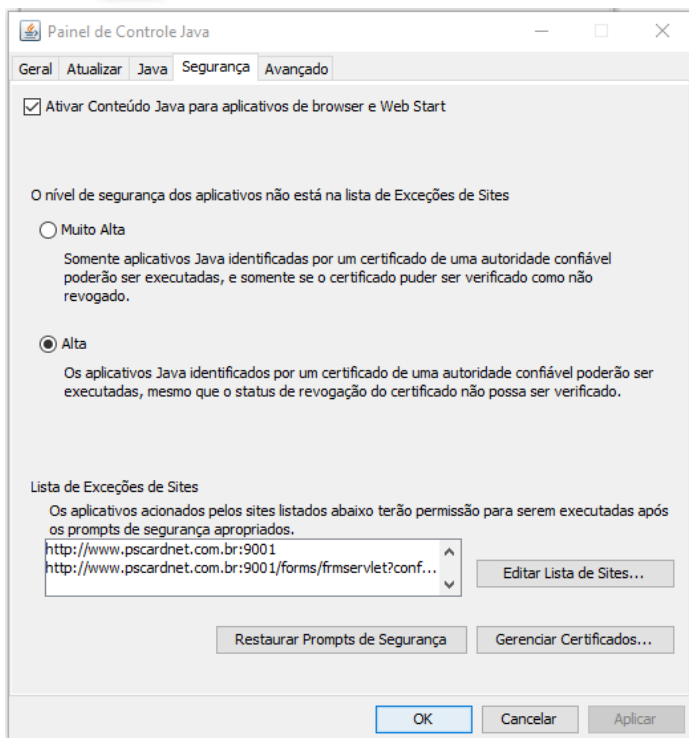 Painel de Controle Java
Geral Atualizar Java Segurança Avançado
Ativar Conteúdo Java para aplicativos de browser e Web Start
O nível de segurança dos aplicativos não está na lista de Exceções de Sites
Muito Alta
Somente aplicativos Java identificadas por um certificado de uma autoridade confiável
poderão ser executadas, e somente se o certificado puder ser verificado como não
revogado.
Alta
Os aplicativos Java identificados por um certificado de uma autoridade confiável poderão ser
executadas, mesmo que o status de revogação do certificado não possa ser verificado.
Lista de Exceções de Sites
Os aplicativos acionados pelos sites listados abaixo terão permissão para serem executadas após
os prompts de segurança apropriados.
http://www.pscardnet.com.br:9001
http://www.pscardnet.com.br:9001/forms/frmservlet?conf...
Editar Lista de Sites...
Restaurar Prompts de Segurança Gerenciar Certificados...
OK Cancelar Aplicar